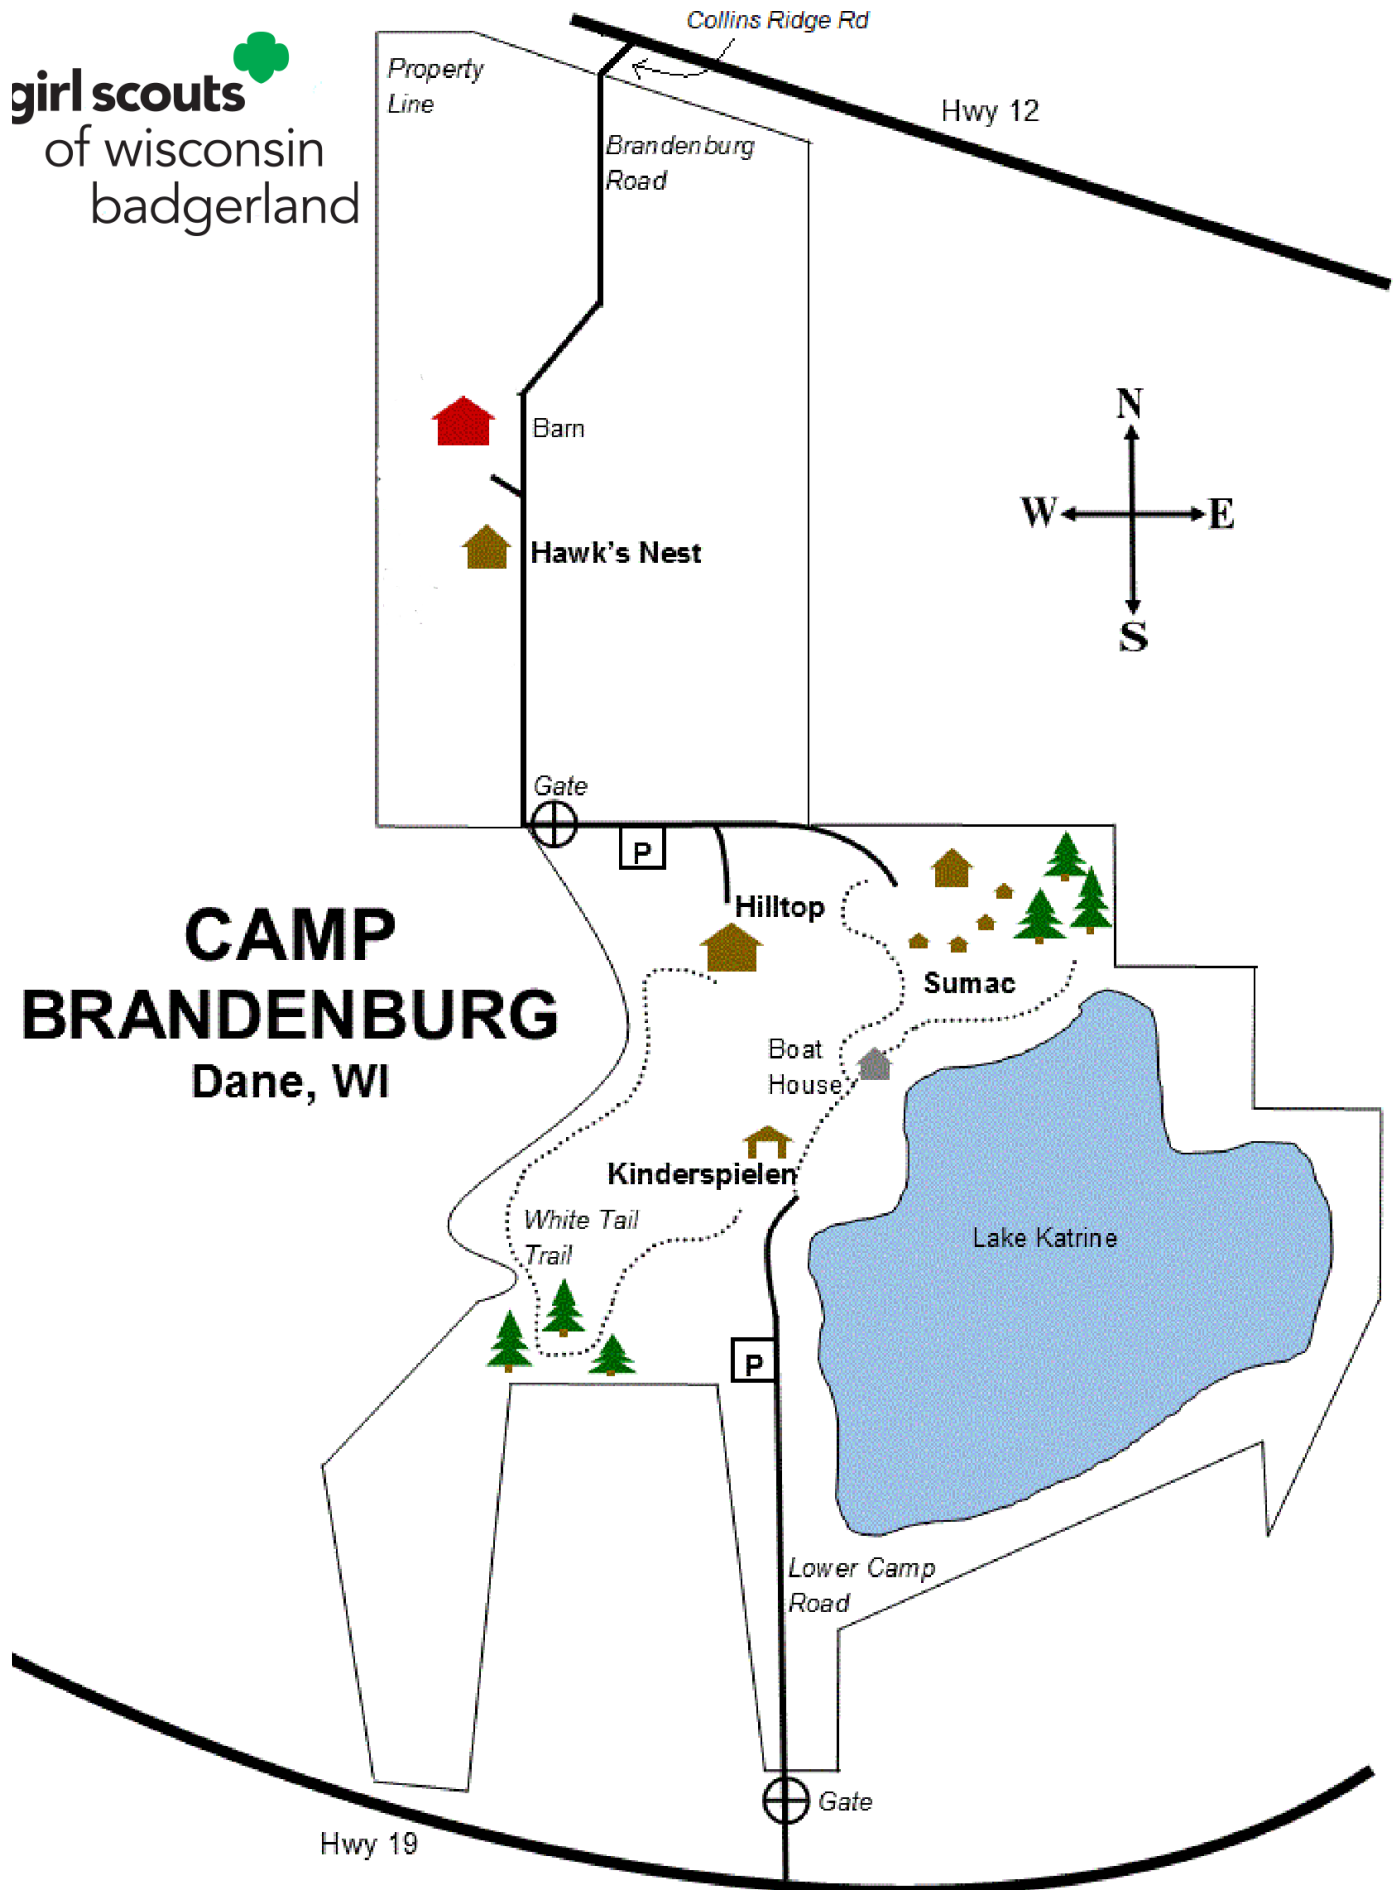 Collins Ridge Rd
girl scouts
of wisconsin
badgerland
Property
Line
Hwy 12
Brandenburg
Road
Barn
N
W
E
S
Hawk's Nest
Gate
P
CAMP
BRANDENBURG
Dane, WI
Hilltop
Sumac
Boat
House
Kinderspielen
White Tail
Trail
Lake Katrine
P
Lower Camp
Road
Gate
Hwy 19